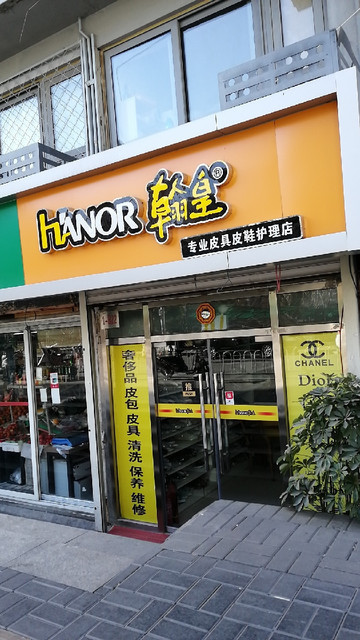 HANOR 翰皇®
专业皮具皮鞋护理店
奢侈品 皮包 皮具 清洗 保养 维修
推
CHANEL
Dior